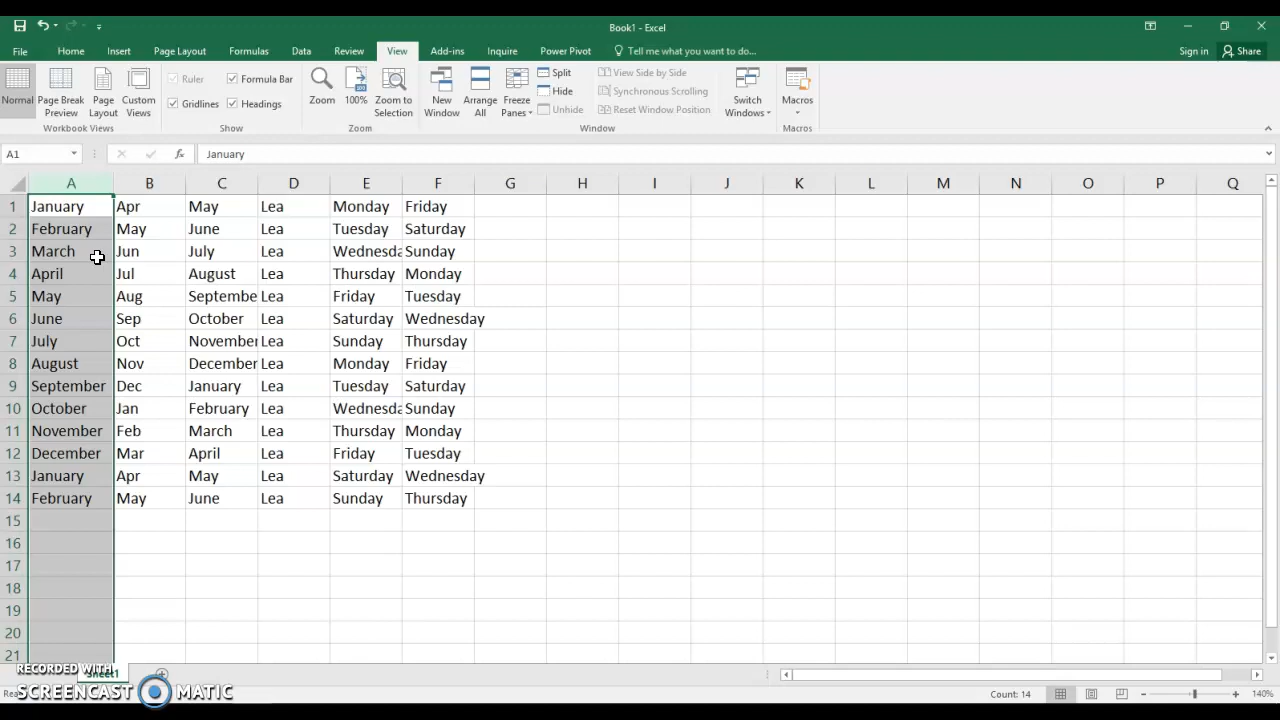 Book1 - Excel
File Home Insert Page Layout Formulas Data Review View Add-ins Inquire Power Pivot Tell me what you want to do... Sign in Share
Normal
Page Break Preview
Page Layout
Custom Views
Ruler
Formula Bar
Gridlines
Headings
Zoom
100%
Zoom to Selection
New Window
Arrange All
Freeze Panes
Split
Hide
Unhide
View Side by Side
Synchronous Scrolling
Reset Window Position
Switch Windows
Macros
Workbook Views Show Zoom Window Macros
A1 fx January
A B C D E F G H I J K L M N O P Q
1 January Apr May Lea Monday Friday
2 February May June Lea Tuesday Saturday
3 March Jun July Lea Wednesda Sunday
4 April Jul August Lea Thursday Monday
5 May Aug Septembe Lea Friday Tuesday
6 June Sep October Lea Saturday Wednesday
7 July Oct November Lea Sunday Thursday
8 August Nov December Lea Monday Friday
9 September Dec January Lea Tuesday Saturday
10 October Jan February Lea Wednesda Sunday
11 November Feb March Lea Thursday Monday
12 December Mar April Lea Friday Tuesday
13 January Apr May Lea Saturday Wednesday
14 February May June Lea Sunday Thursday
15
16
17
18
19
20
21
RECORDED WITH
Sheet1
SCREENCAST MATIC
Count: 14 140%